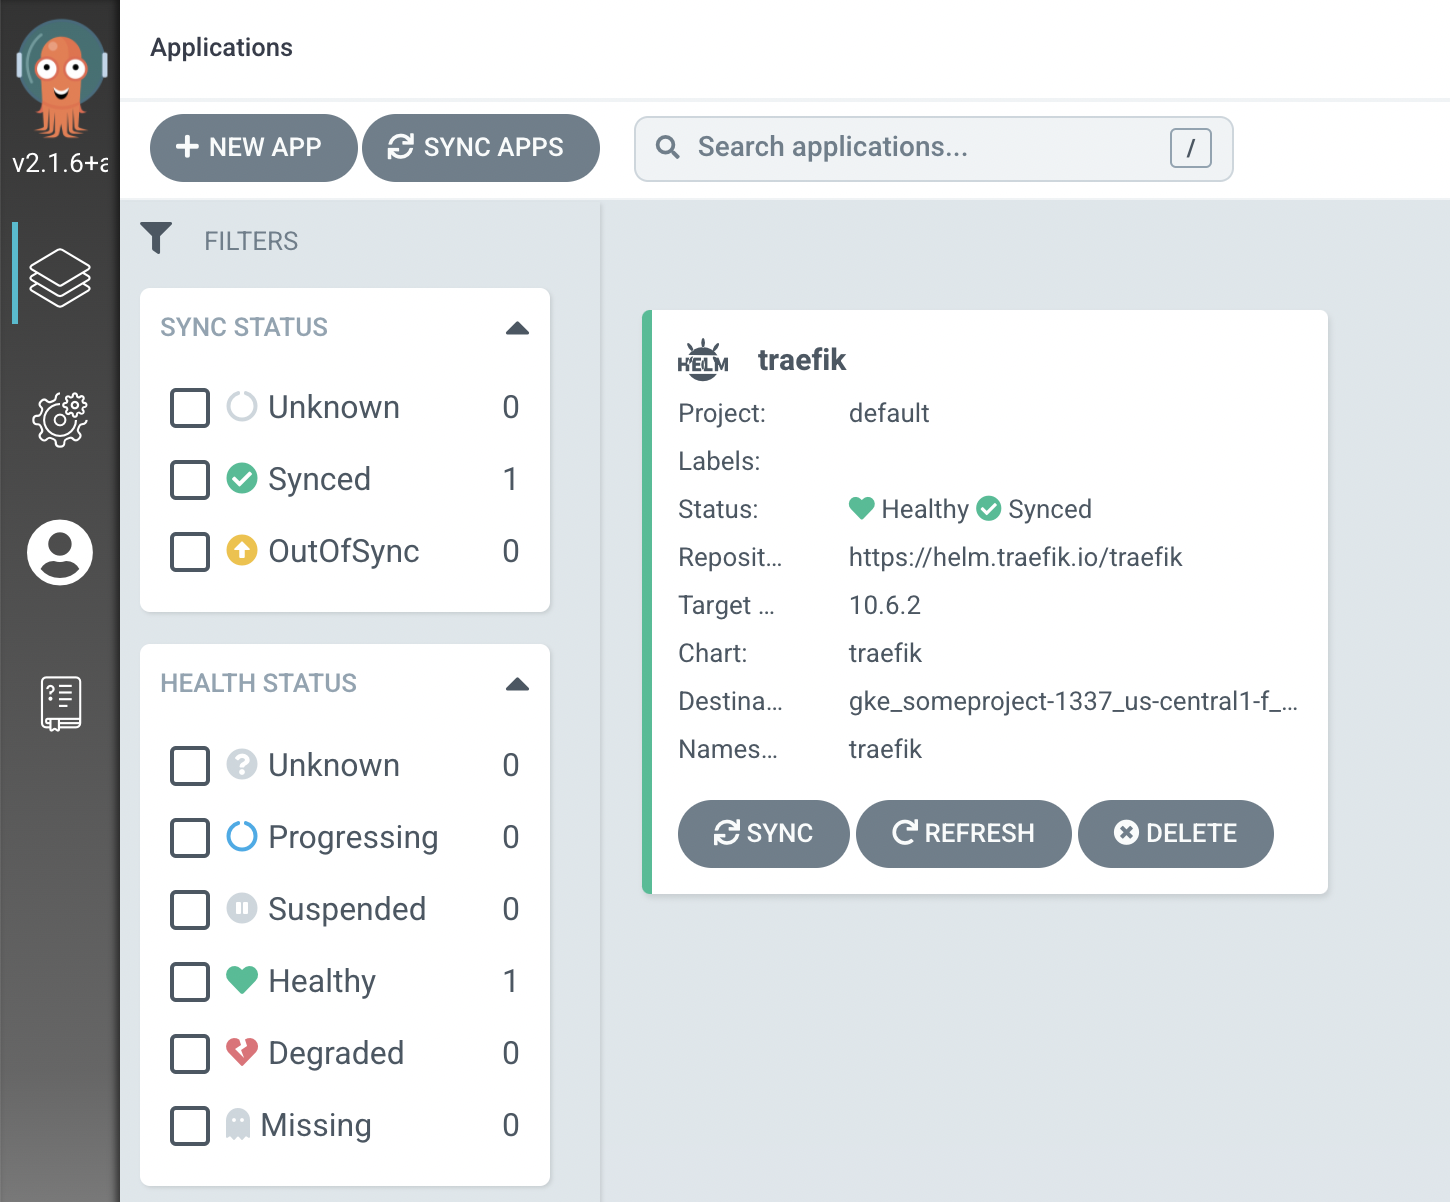 Applications
v2.1.6+a
NEW APP
SYNC APPS
Search applications...
/
FILTERS
SYNC STATUS
Unknown 0
Synced 1
OutOfSync 0
HEALTH STATUS
Unknown 0
Progressing 0
Suspended 0
Healthy 1
Degraded 0
Missing 0
HELM traefik
Project: default
Labels:
Status: Healthy Synced
Reposit... https://helm.traefik.io/traefik
Target ... 10.6.2
Chart: traefik
Destina... gke_someproject-1337_us-central1-f_...
Names... traefik
SYNC REFRESH DELETE